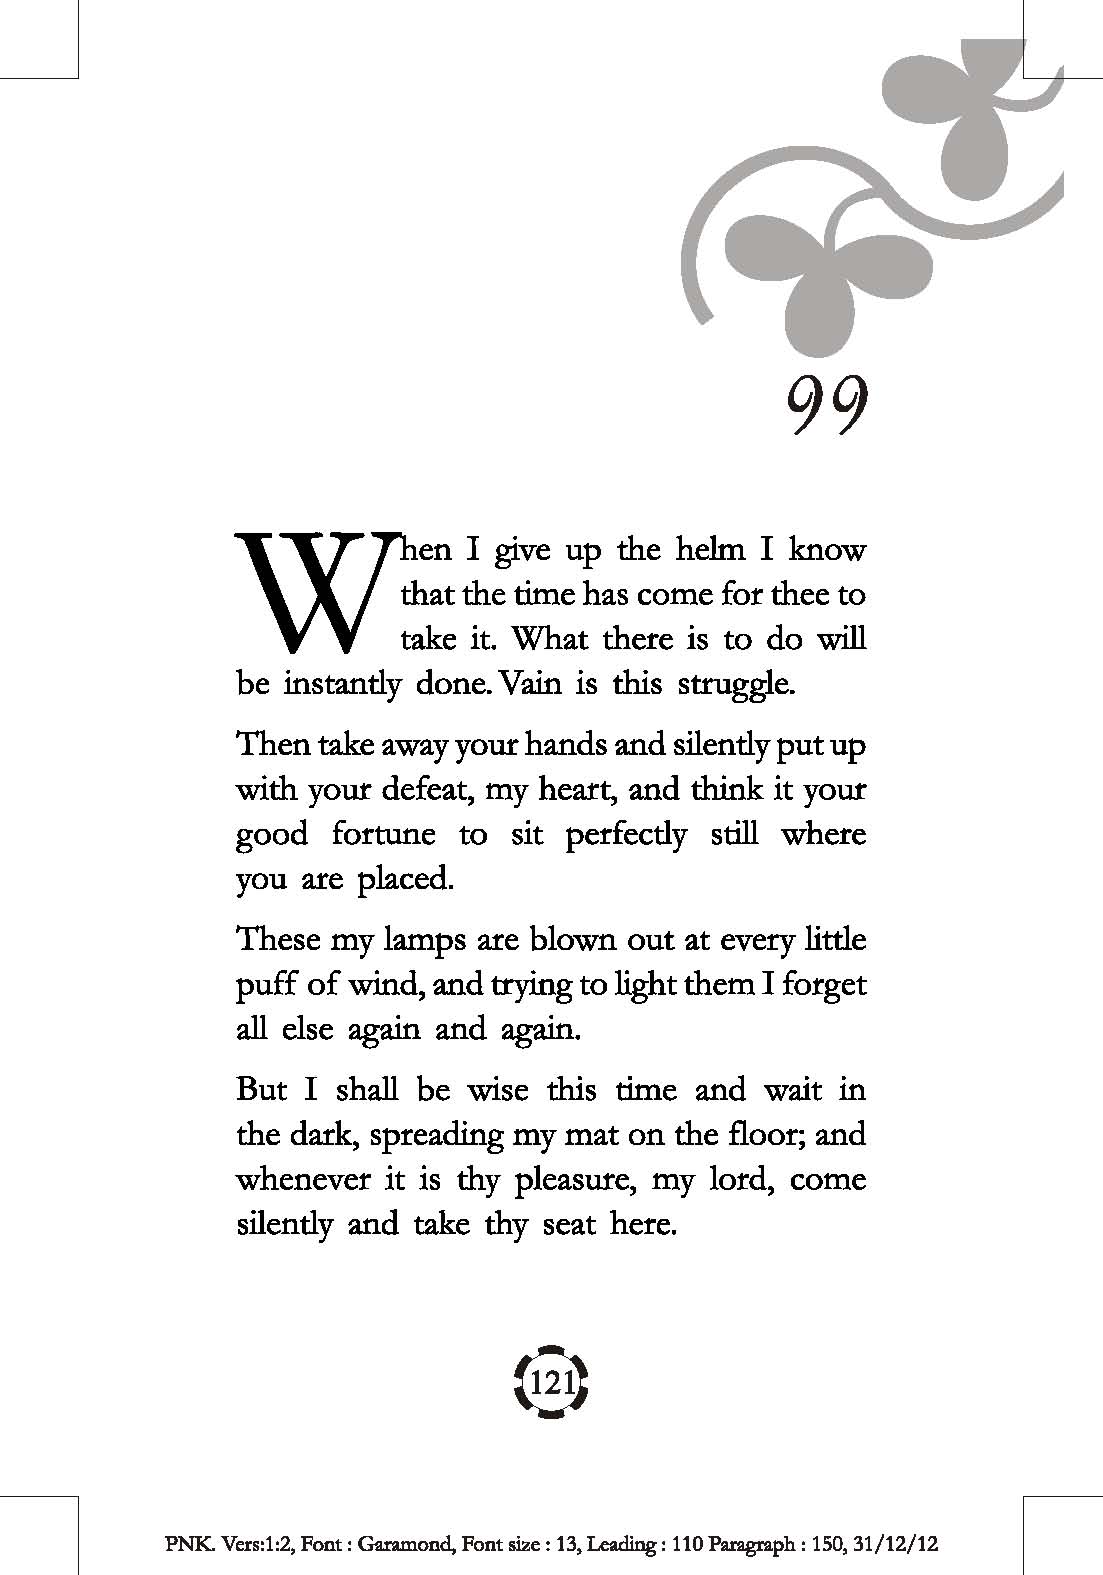 99
When I give up the helm I know
that the time has come for thee to
take it. What there is to do will
be instantly done. Vain is this struggle.
Then take away your hands and silently put up
with your defeat, my heart, and think it your
good fortune to sit perfectly still where
you are placed.
These my lamps are blown out at every little
puff of wind, and trying to light them I forget
all else again and again.
But I shall be wise this time and wait in
the dark, spreading my mat on the floor; and
whenever it is thy pleasure, my lord, come
silently and take thy seat here.
121
PNK. Vers:1:2, Font : Garamond, Font size : 13, Leading : 110 Paragraph : 150, 31/12/12